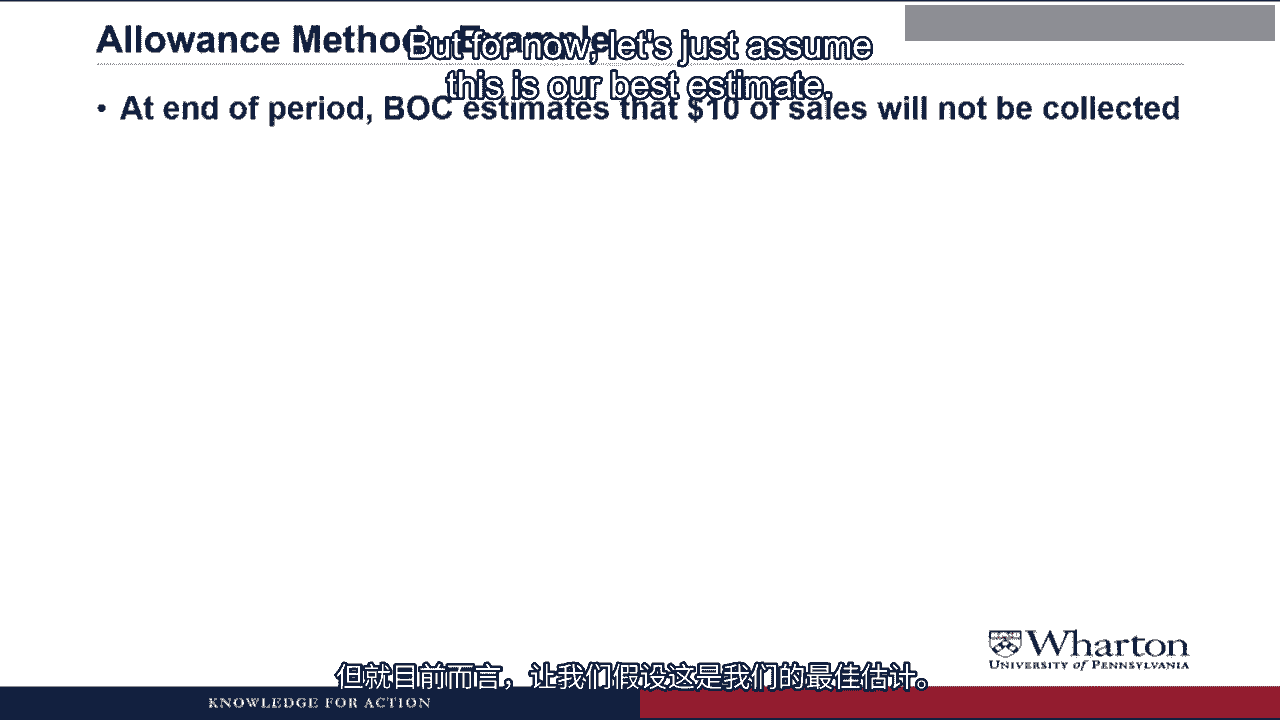 Allowance Method - Example
But for now, let's just assume
this is our best estimate.
• At end of period, BOC estimates that $10 of sales will not be collected
Wharton
UNIVERSITY of PENNSYLVANIA
但就目前而言，让我们假设这是我们的最佳估计。
KNOWLEDGE FOR ACTION